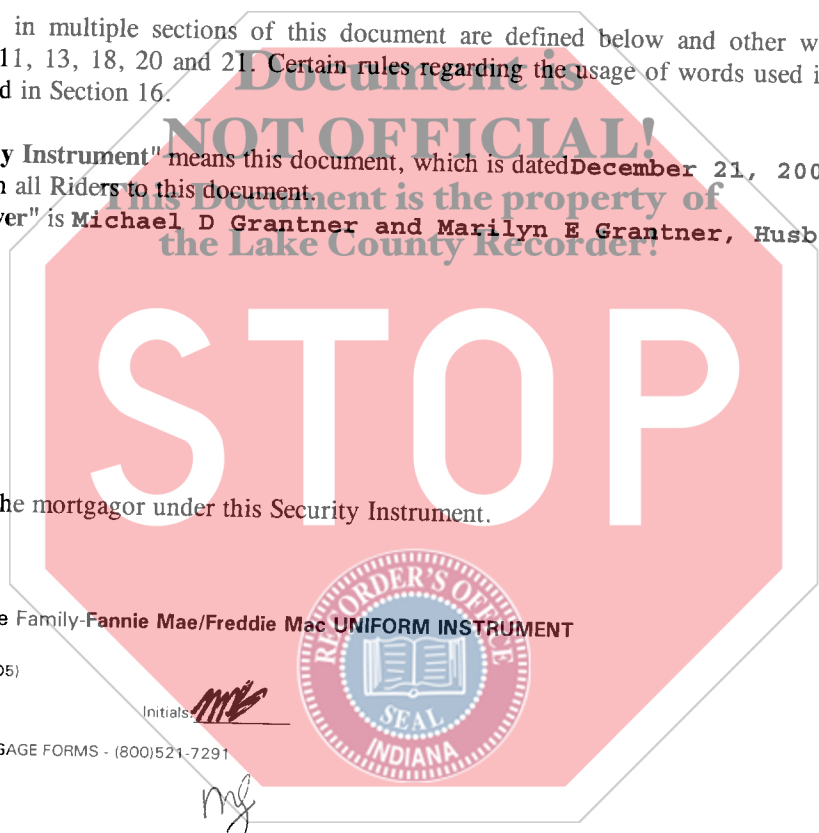 in multiple sections of this document are defined below and other w
11, 13, 18, 20 and 21. Certain rules regarding the usage of words used i
d in Section 16.
Document is
NOT OFFICIAL!
y Instrument" means this document, which is dated December 21, 200
n all Riders to this document.
This Document is the property of
er" is Michael D Grantner and Marilyn E Grantner, Husb
the Lake County Recorder!
STOP
he mortgagor under this Security Instrument.
RECORDER'S OFFICE
SEAL
INDIANA
e Family-Fannie Mae/Freddie Mac UNIFORM INSTRUMENT
05)
Initials:
GAGE FORMS - (800)521-7291